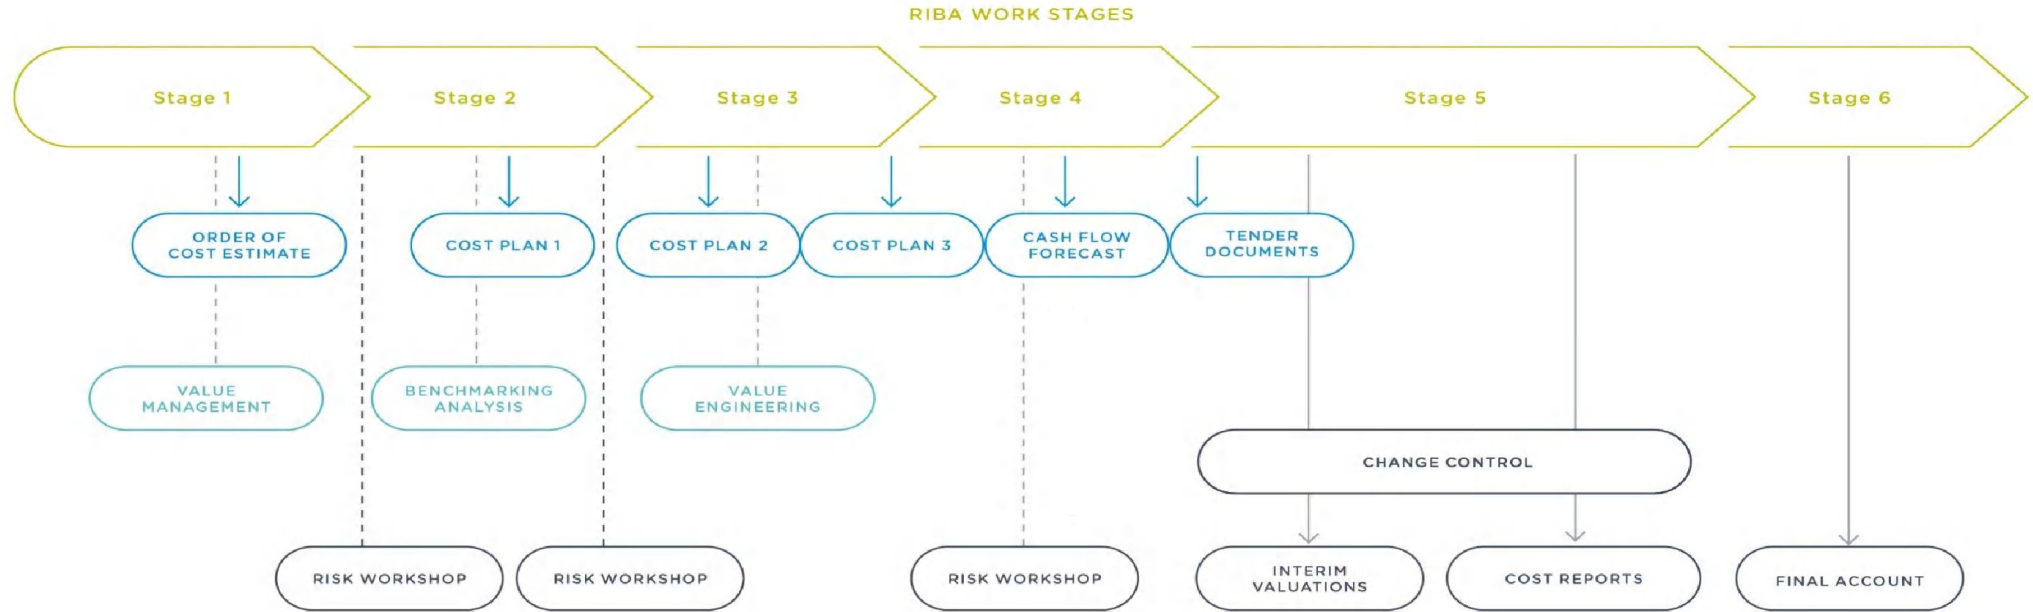 RIBA WORK STAGES
Stage 1
Stage 2
Stage 3
Stage 4
Stage 5
Stage 6
ORDER OF
COST ESTIMATE
COST PLAN 1
COST PLAN 2
COST PLAN 3
CASH FLOW
FORECAST
TENDER
DOCUMENTS
VALUE
MANAGEMENT
BENCHMARKING
ANALYSIS
VALUE
ENGINEERING
CHANGE CONTROL
RISK WORKSHOP
RISK WORKSHOP
RISK WORKSHOP
INTERIM
VALUATIONS
COST REPORTS
FINAL ACCOUNT